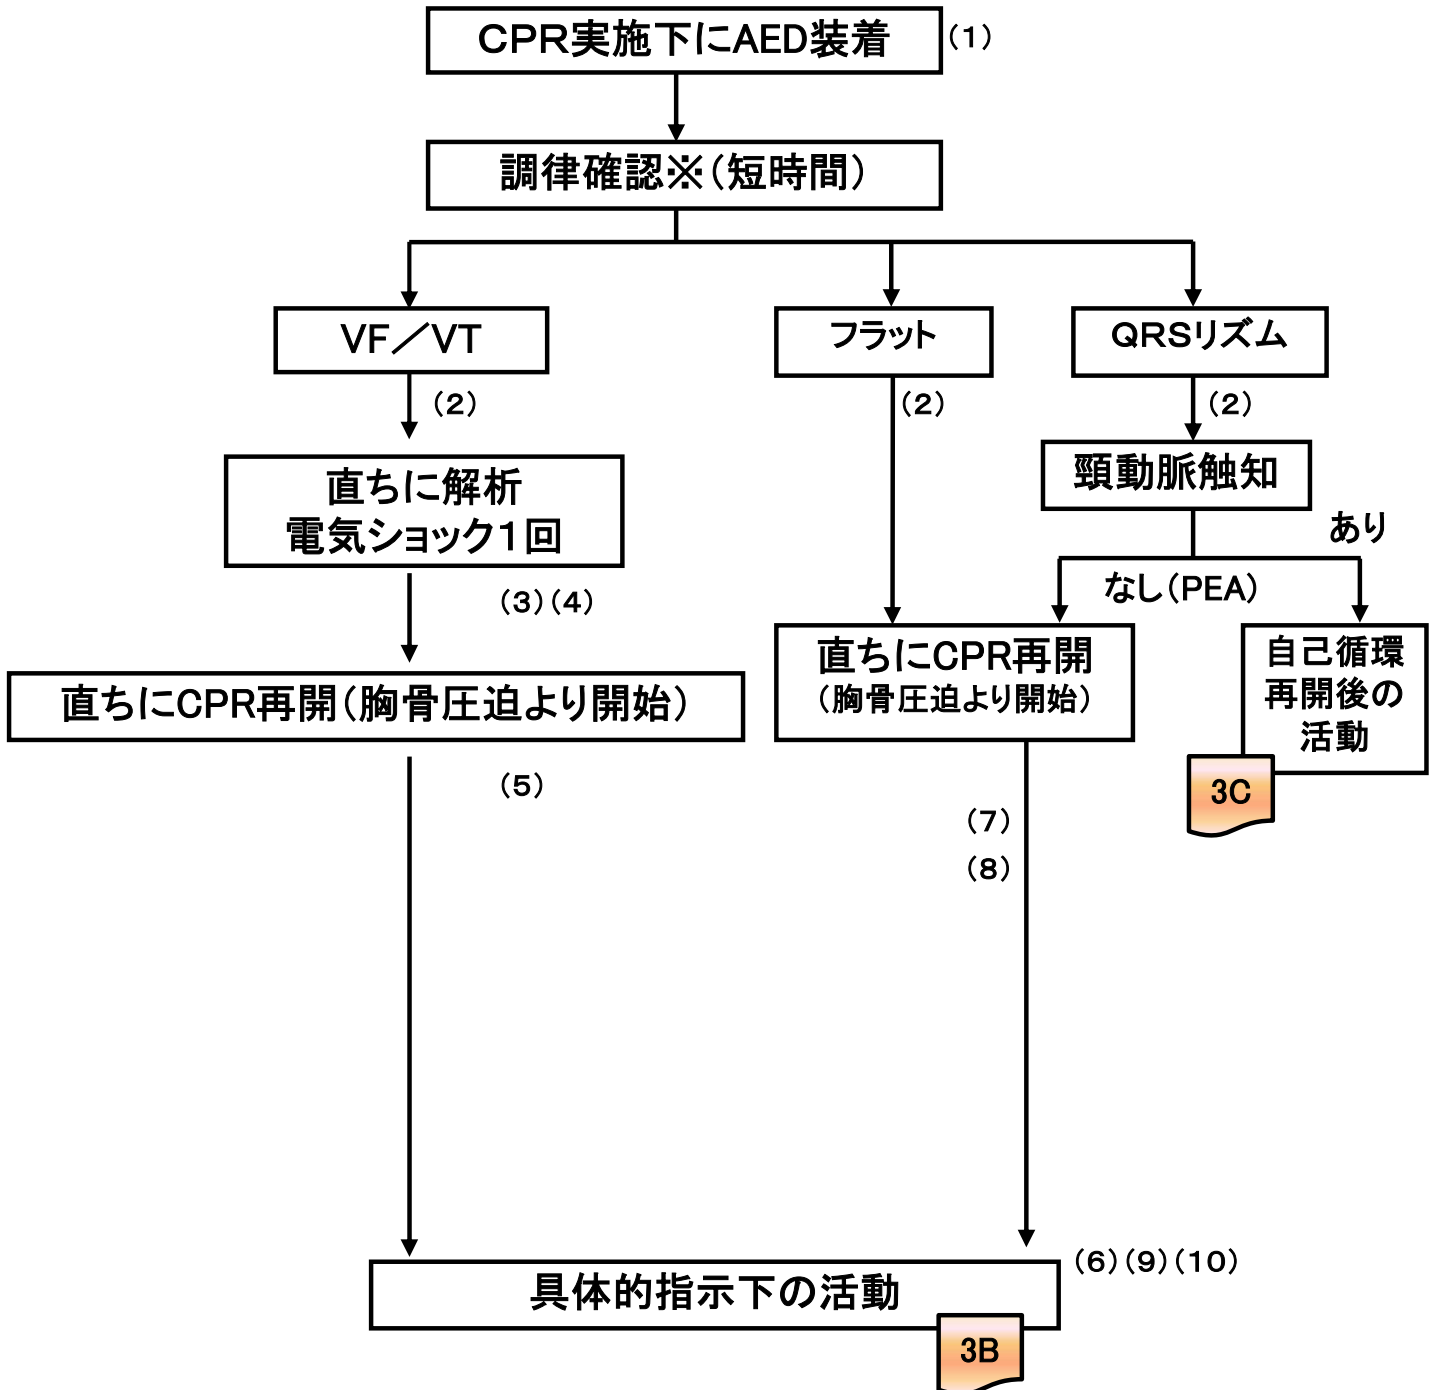 CPR実施下にAED装着
(1)
調律確認※(短時間)
VF/VT
フラット
QRSリズム
(2)
(2)
(2)
直ちに解析
電気ショック1回
頸動脈触知
あり
なし(PEA)
(3)(4)
直ちにCPR再開(胸骨圧迫より開始)
直ちにCPR再開
(胸骨圧迫より開始)
自己循環
再開後の
活動
3C
(5)
(7)
(8)
(6)(9)(10)
具体的指示下の活動
3B